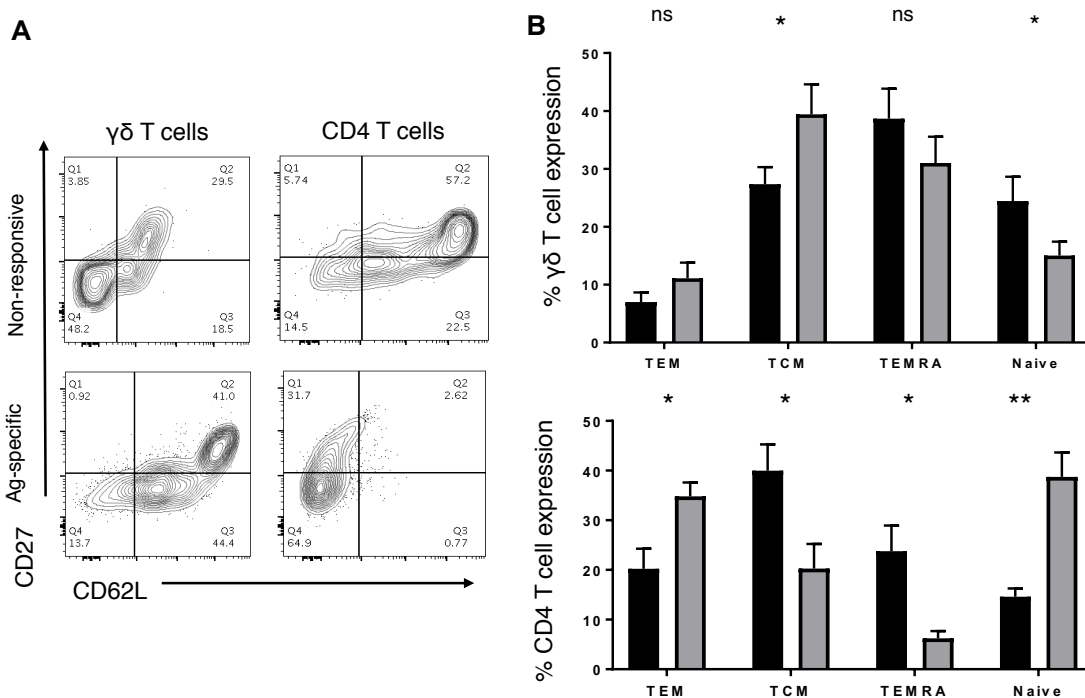 A
γδ T cells
CD4 T cells
Non-responsive
Q1
3.85
Q2
29.5
Q4
48.2
Q3
18.5
Q1
5.74
Q2
57.2
Q4
14.5
Q3
22.5
Ag-specific
Q1
0.92
Q2
41.0
Q4
13.7
Q3
44.4
Q1
31.7
Q2
2.62
Q4
64.9
Q3
0.77
CD27
CD62L
B
ns * ns *
% γδ T cell expression
50
40
30
20
10
0
TEM TCM TEMRA Naive
* * * **
% CD4 T cell expression
50
40
30
20
10
0
TEM TCM TEMRA Naive